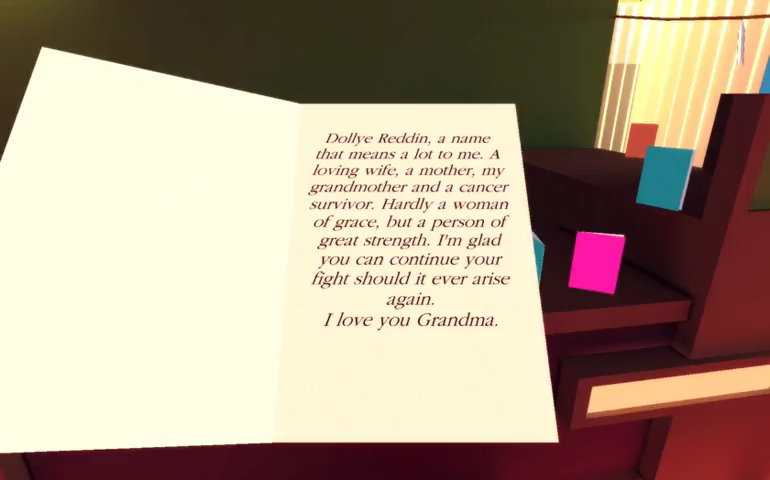 Dollye Reddin, a name
that means a lot to me. A
loving wife, a mother, my
grandmother and a cancer
survivor. Hardly a woman
of grace, but a person of
great strength. I'm glad
you can continue your
fight should it ever arise
again.
I love you Grandma.